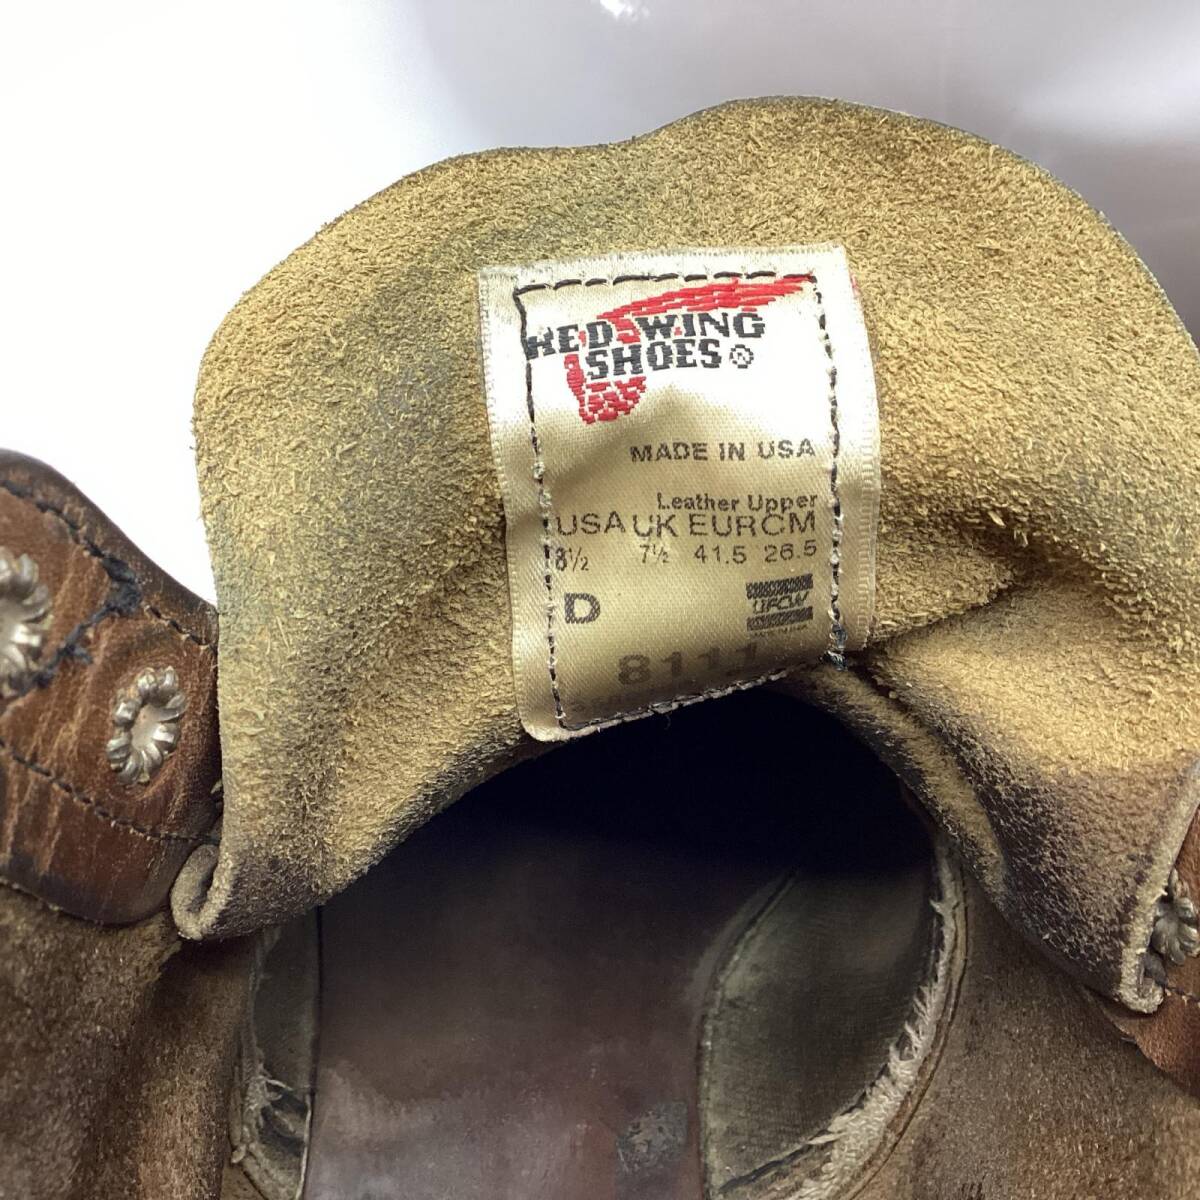 RED WING
SHOES®
MADE IN USA
Leather Upper
USA UK EUR CM
8½ 7½ 41.5 26.5
D
UFCW
8111